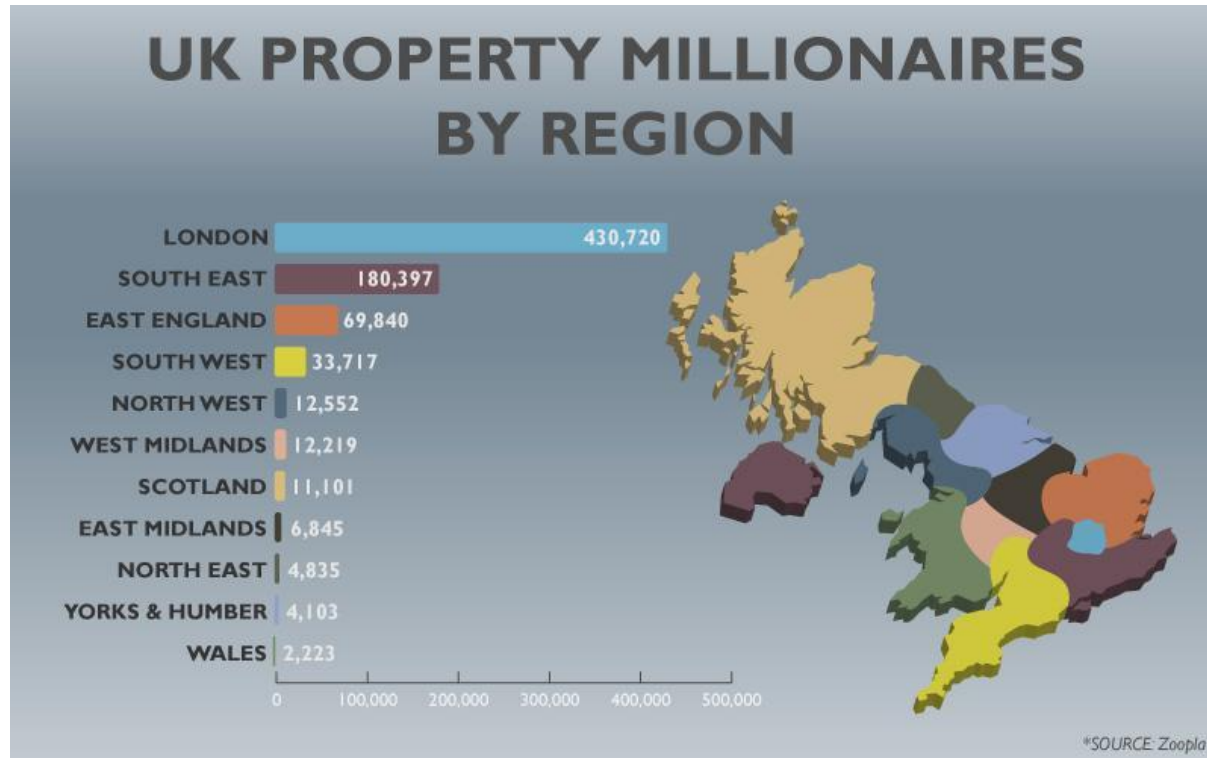 UK PROPERTY MILLIONAIRES
BY REGION
LONDON 430,720
SOUTH EAST 180,397
EAST ENGLAND 69,840
SOUTH WEST 33,717
NORTH WEST 12,552
WEST MIDLANDS 12,219
SCOTLAND 11,101
EAST MIDLANDS 6,845
NORTH EAST 4,835
YORKS & HUMBER 4,103
WALES 2,223
0 100,000 200,000 300,000 400,000 500,000
*SOURCE: Zoopla